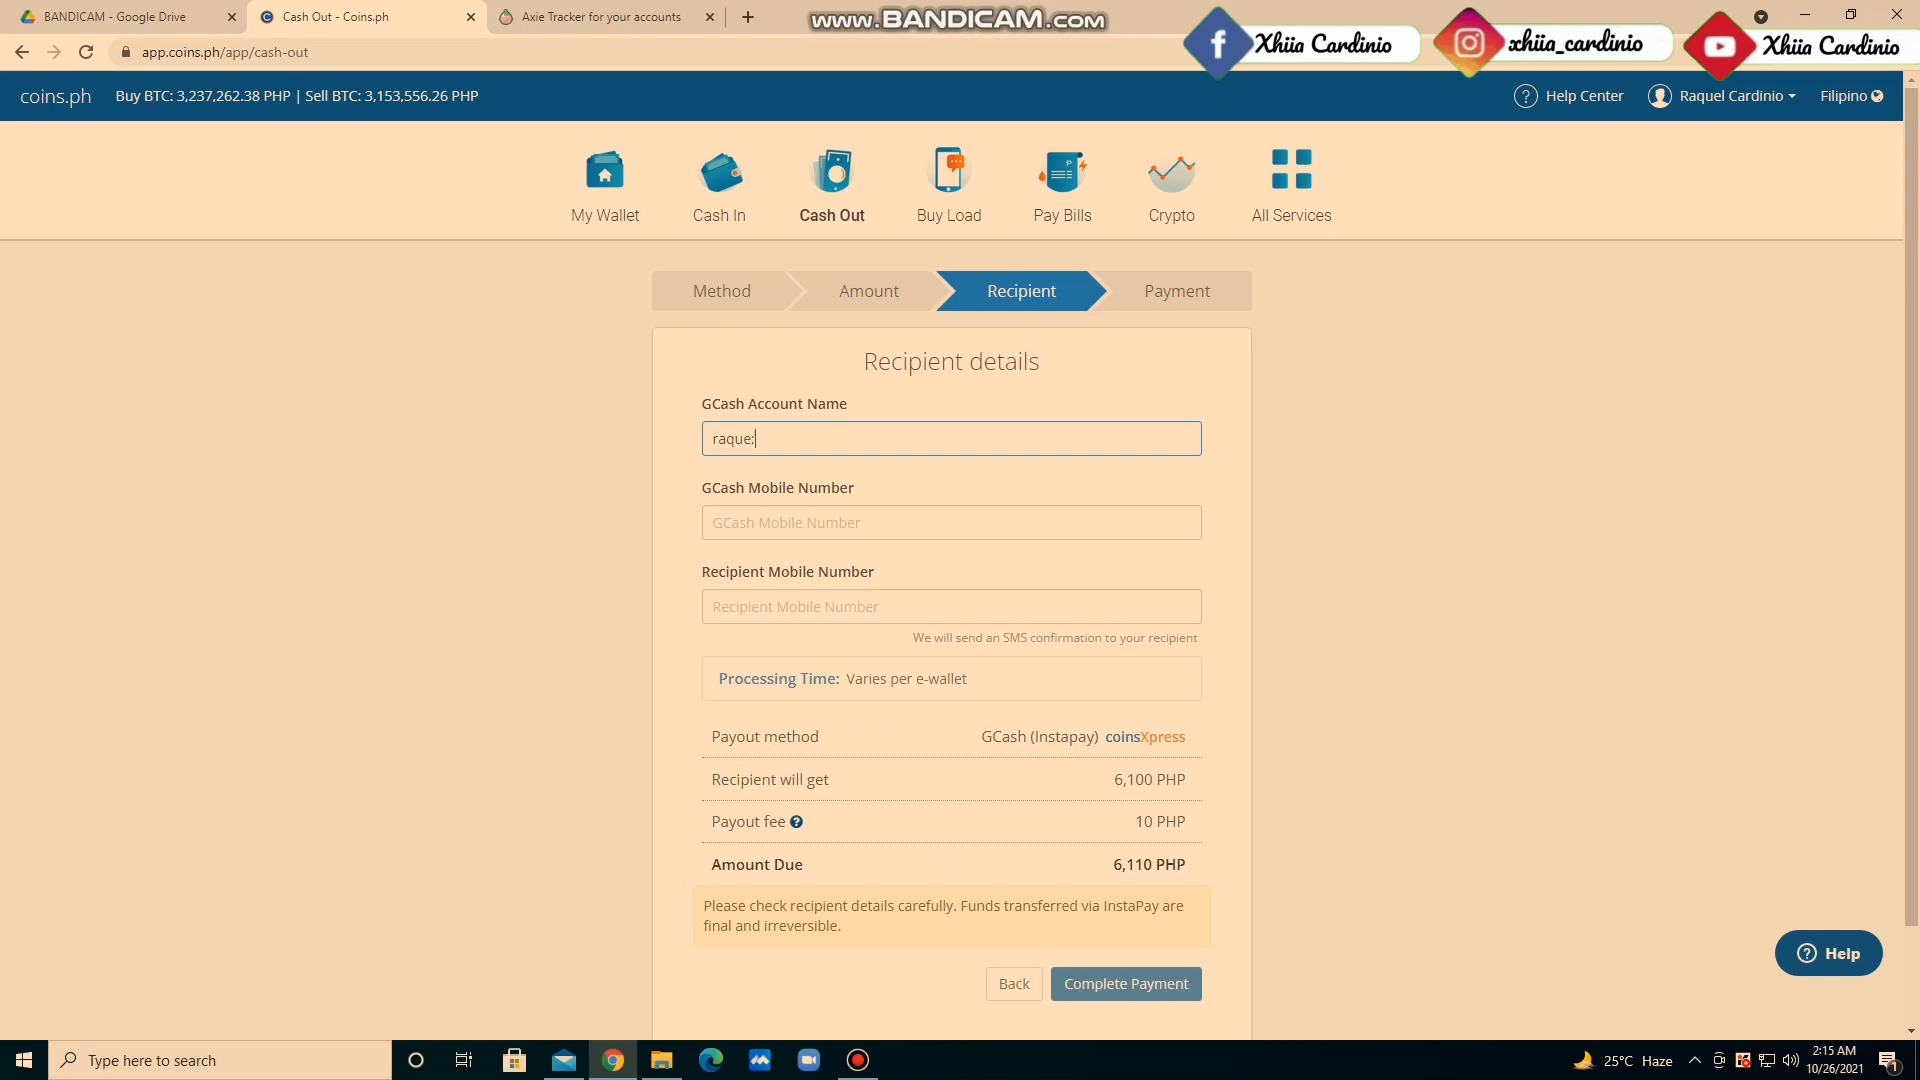 BANDICAM - Google Drive
Cash Out - Coins.ph
Axie Tracker for your accounts
www.BANDICAM.com
app.coins.ph/app/cash-out
Xhiia Cardinio
xhiia_cardinio
Xhiia Cardinio
coins.ph
Buy BTC: 3,237,262.38 PHP | Sell BTC: 3,153,556.26 PHP
Help Center
Raquel Cardinio
Filipino
My Wallet
Cash In
Cash Out
Buy Load
Pay Bills
Crypto
All Services
Method
Amount
Recipient
Payment
Recipient details
GCash Account Name
raque;
GCash Mobile Number
GCash Mobile Number
Recipient Mobile Number
Recipient Mobile Number
We will send an SMS confirmation to your recipient
Processing Time: Varies per e-wallet
Payout method GCash (Instapay) coinsXpress
Recipient will get 6,100 PHP
Payout fee 10 PHP
Amount Due 6,110 PHP
Please check recipient details carefully. Funds transferred via InstaPay are
final and irreversible.
Back
Complete Payment
Help
Type here to search
25°C Haze
2:15 AM
10/26/2021
1